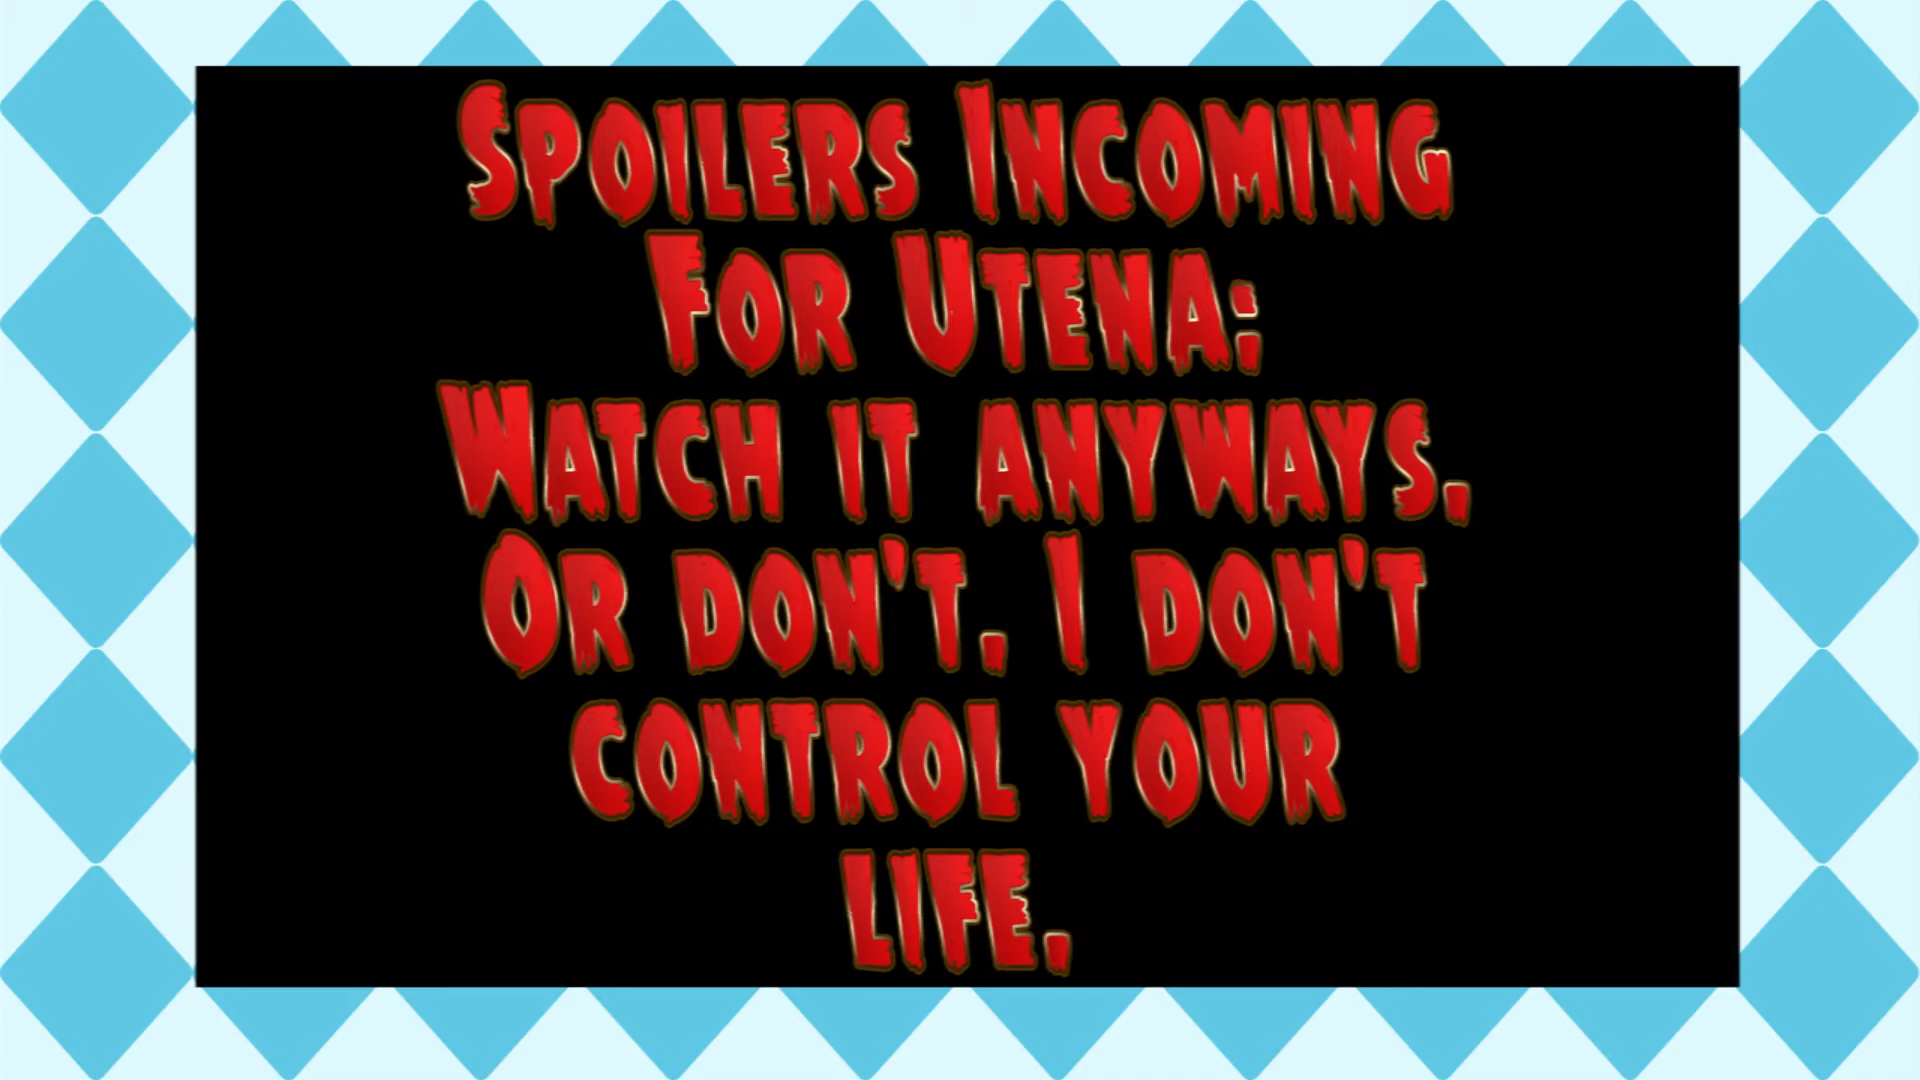 Spoilers Incoming
For Utena:
Watch it anyways.
Or don't. I don't
control your
life.